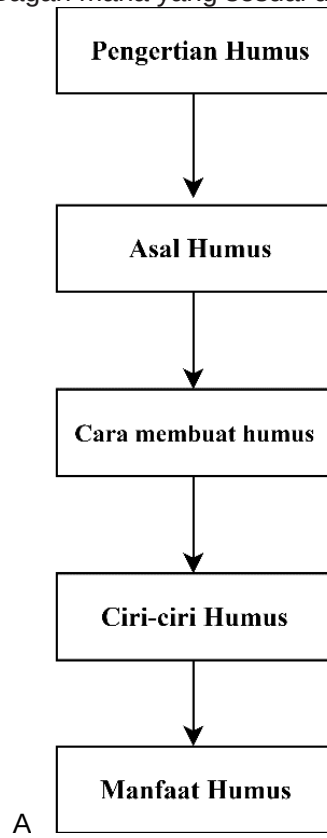 Pengertian Humus
Asal Humus
Cara membuat humus
Ciri-ciri Humus
Manfaat Humus
A